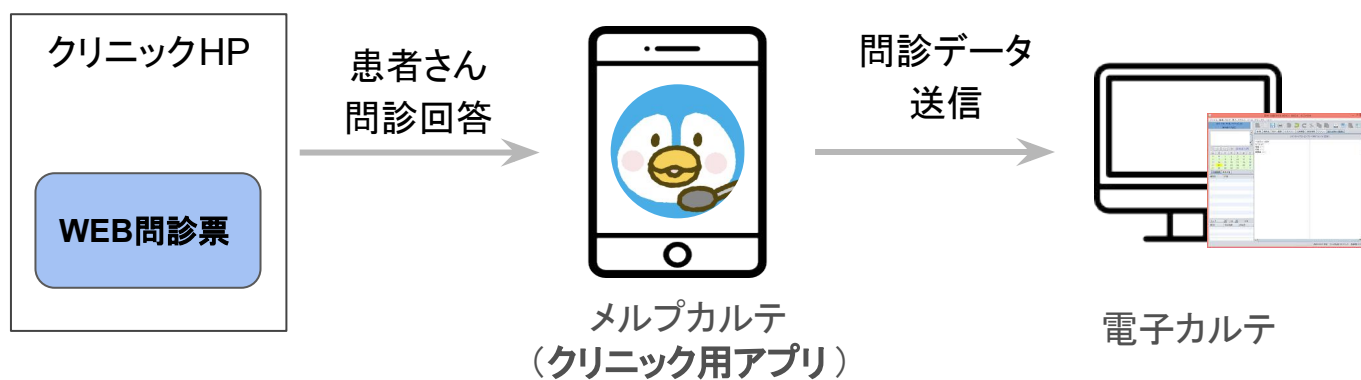 クリニックHP
WEB問診票
患者さん
問診回答
メルプカルテ
（クリニック用アプリ）
問診データ
送信
電子カルテ